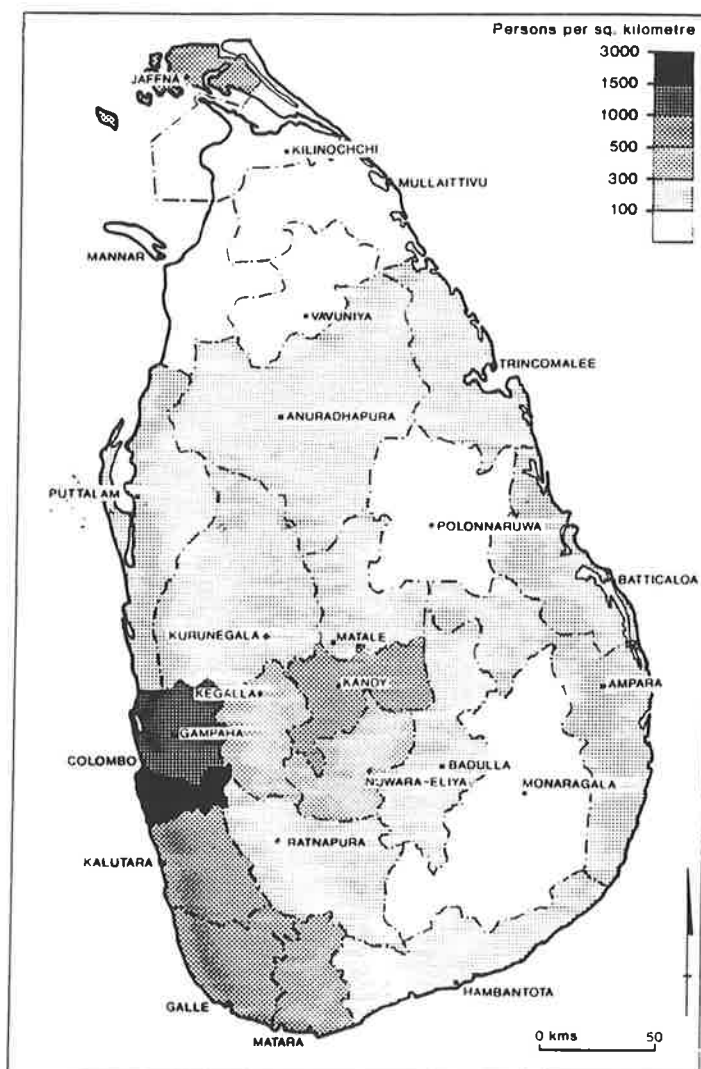 Persons per sq. kilometre
3000
1500
1000
500
300
100
JAFFNA
KILINOCHCHI
MULLAITTIVU
MANNAR
VAVUNIYA
TRINCOMALEE
ANURADHAPURA
PUTTALAM
POLONNARUWA
BATTICALOA
KURUNEGALA
MATALE
KEGALLA
KANDY
AMPARA
GAMPAHA
COLOMBO
NUWARA-ELIYA
BADULLA
MONARAGALA
RATNAPURA
KALUTARA
HAMBANTOTA
GALLE
MATARA
0 kms 50